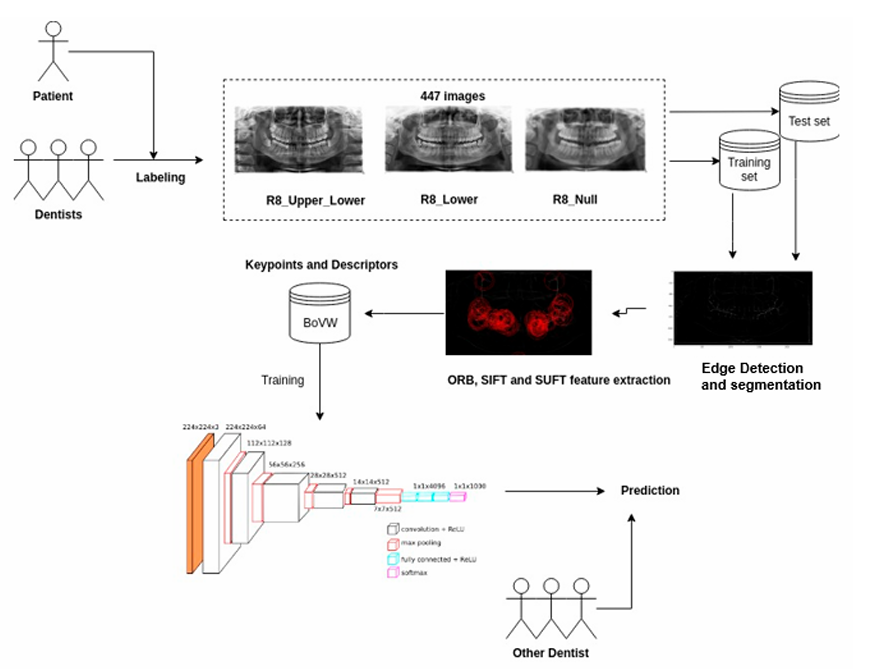 Patient
Dentists
Labeling
447 images
R8_Upper_Lower
R8_Lower
R8_Null
Test set
Training
set
Keypoints and Descriptors
BoVW
ORB, SIFT and SUFT feature extraction
Edge Detection
and segmentation
Training
224x224x3 224x224x64
112x112x128
56x56x256
28x28x512
14x14x512
7x7x512
1x1x4096 1x1x1000
convolution + ReLU
max pooling
fully connected + ReLU
softmax
Prediction
Other Dentist